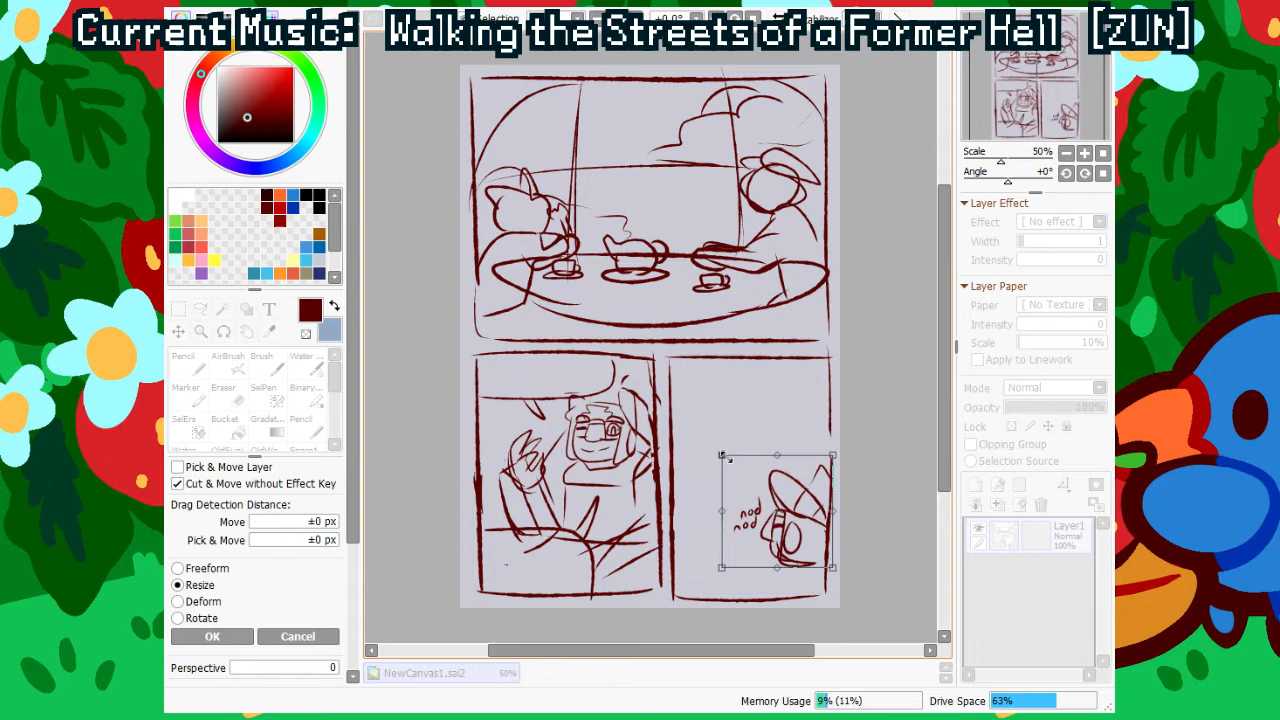 Current Music: Walking the Streets of a Former Hell [ZUN]
Selection
+0.0°
Stabilizer
Scale 50%
Angle +0°
Layer Effect
Effect [ No effect ]
Width 1
Intensity 0
Layer Paper
Paper [ No Texture
Intensity 0
Scale 10%
Apply to Linework
Mode Normal
Opacity 100%
Lock
Clipping Group
Selection Source
Layer1
Normal
100%
T
Pencil AirBrush Brush Water ...
Marker Eraser SelPen Binary...
SelErs Bucket Gradat... Pencil
Pick & Move Layer
Cut & Move without Effect Key
Drag Detection Distance:
Move ±0 px
Pick & Move ±0 px
Freeform
Resize
Deform
Rotate
OK Cancel
Perspective 0
nod
nod
NewCanvas1.sai2 50%
Memory Usage 9% (11%) Drive Space 63%